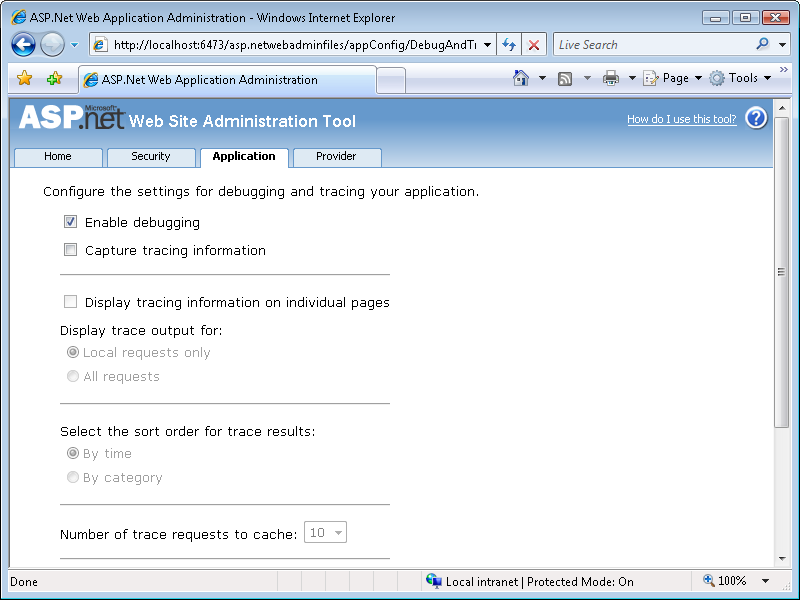 ASP.Net Web Application Administration - Windows Internet Explorer
http://localhost:6473/asp.netwebadminfiles/appConfig/DebugAndTr
Live Search
ASP.Net Web Application Administration
Page
Tools
ASP.net Microsoft® Web Site Administration Tool
How do I use this tool?
Home Security Application Provider
Configure the settings for debugging and tracing your application.
Enable debugging
Capture tracing information
Display tracing information on individual pages
Display trace output for:
Local requests only
All requests
Select the sort order for trace results:
By time
By category
Number of trace requests to cache: 10
Done Local intranet | Protected Mode: On 100%